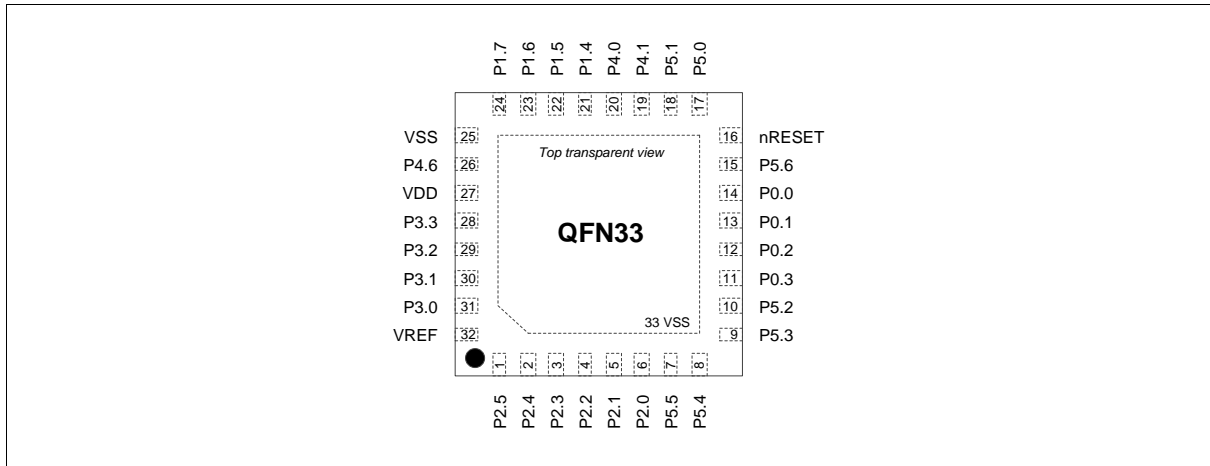 P1.7 P1.6 P1.5 P1.4 P4.0 P4.1 P5.1 P5.0
24 23 22 21 20 19 18 17
VSS 25 16 nRESET
Top transparent view
P4.6 26 15 P5.6
VDD 27 14 P0.0
P3.3 28 13 P0.1
QFN33
P3.2 29 12 P0.2
P3.1 30 11 P0.3
P3.0 31 10 P5.2
33 VSS
VREF 32 9 P5.3
1 2 3 4 5 6 7 8
P2.5 P2.4 P2.3 P2.2 P2.1 P2.0 P5.5 P5.4